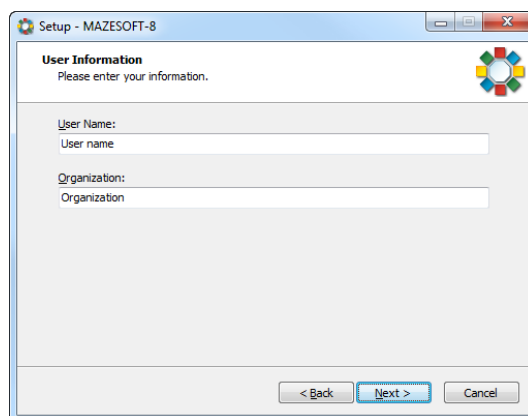 Setup - MAZESOFT-8
User Information
Please enter your information.
User Name:
User name
Organization:
Organization
< Back
Next >
Cancel